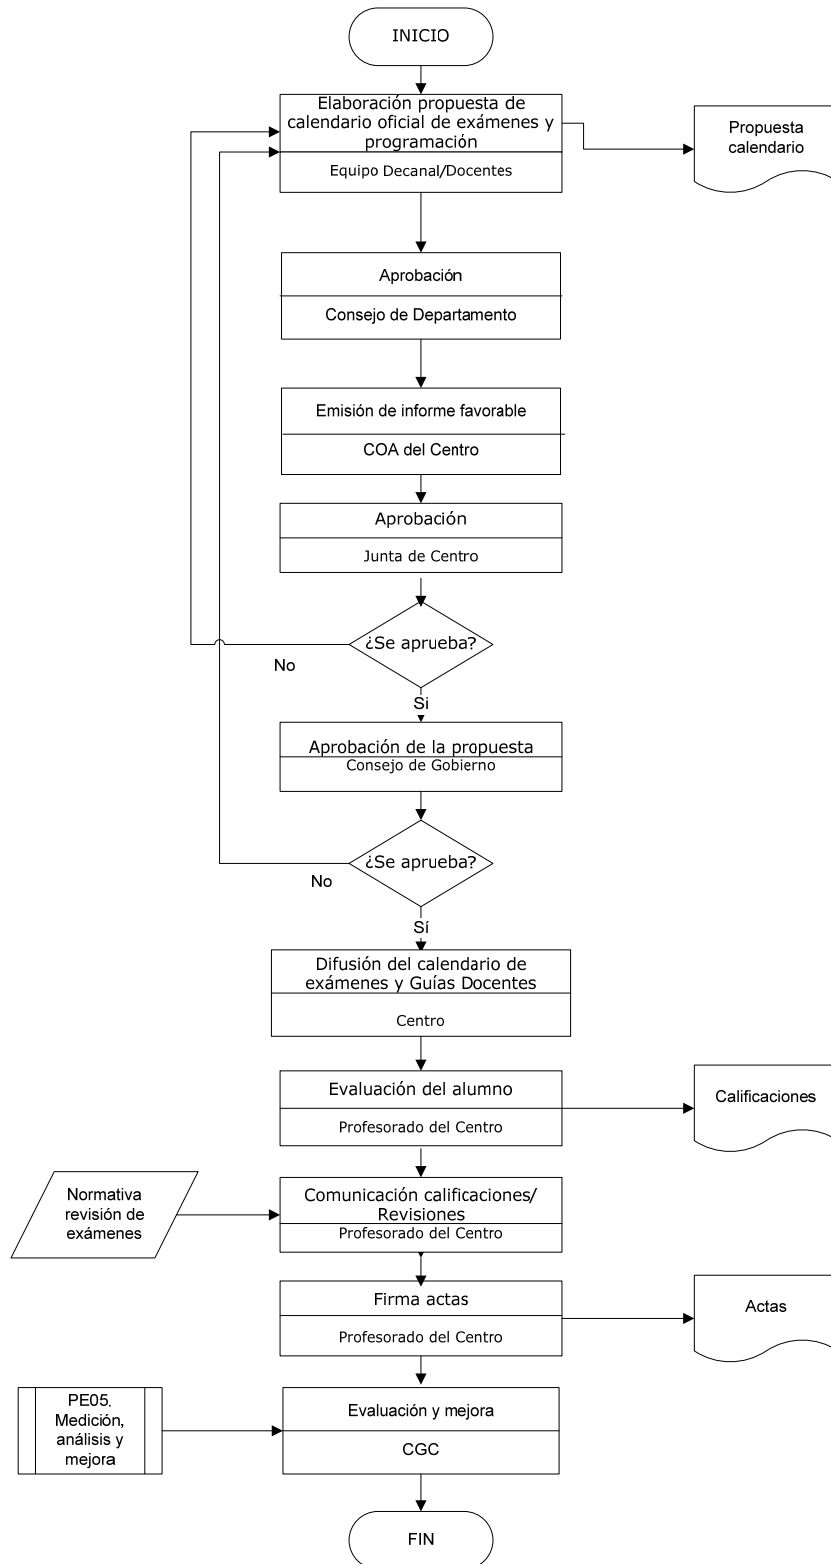 INICIO
Elaboración propuesta de
calendario oficial de exámenes y
programación
Equipo Decanal/Docentes
Propuesta
calendario
Aprobación
Consejo de Departamento
Emisión de informe favorable
COA del Centro
Aprobación
Junta de Centro
¿Se aprueba?
No
Si
Aprobación de la propuesta
Consejo de Gobierno
¿Se aprueba?
No
Sí
Difusión del calendario de
exámenes y Guías Docentes
Centro
Evaluación del alumno
Profesorado del Centro
Calificaciones
Normativa
revisión de
exámenes
Comunicación calificaciones/
Revisiones
Profesorado del Centro
Firma actas
Profesorado del Centro
Actas
PE05.
Medición,
análisis y
mejora
Evaluación y mejora
CGC
FIN